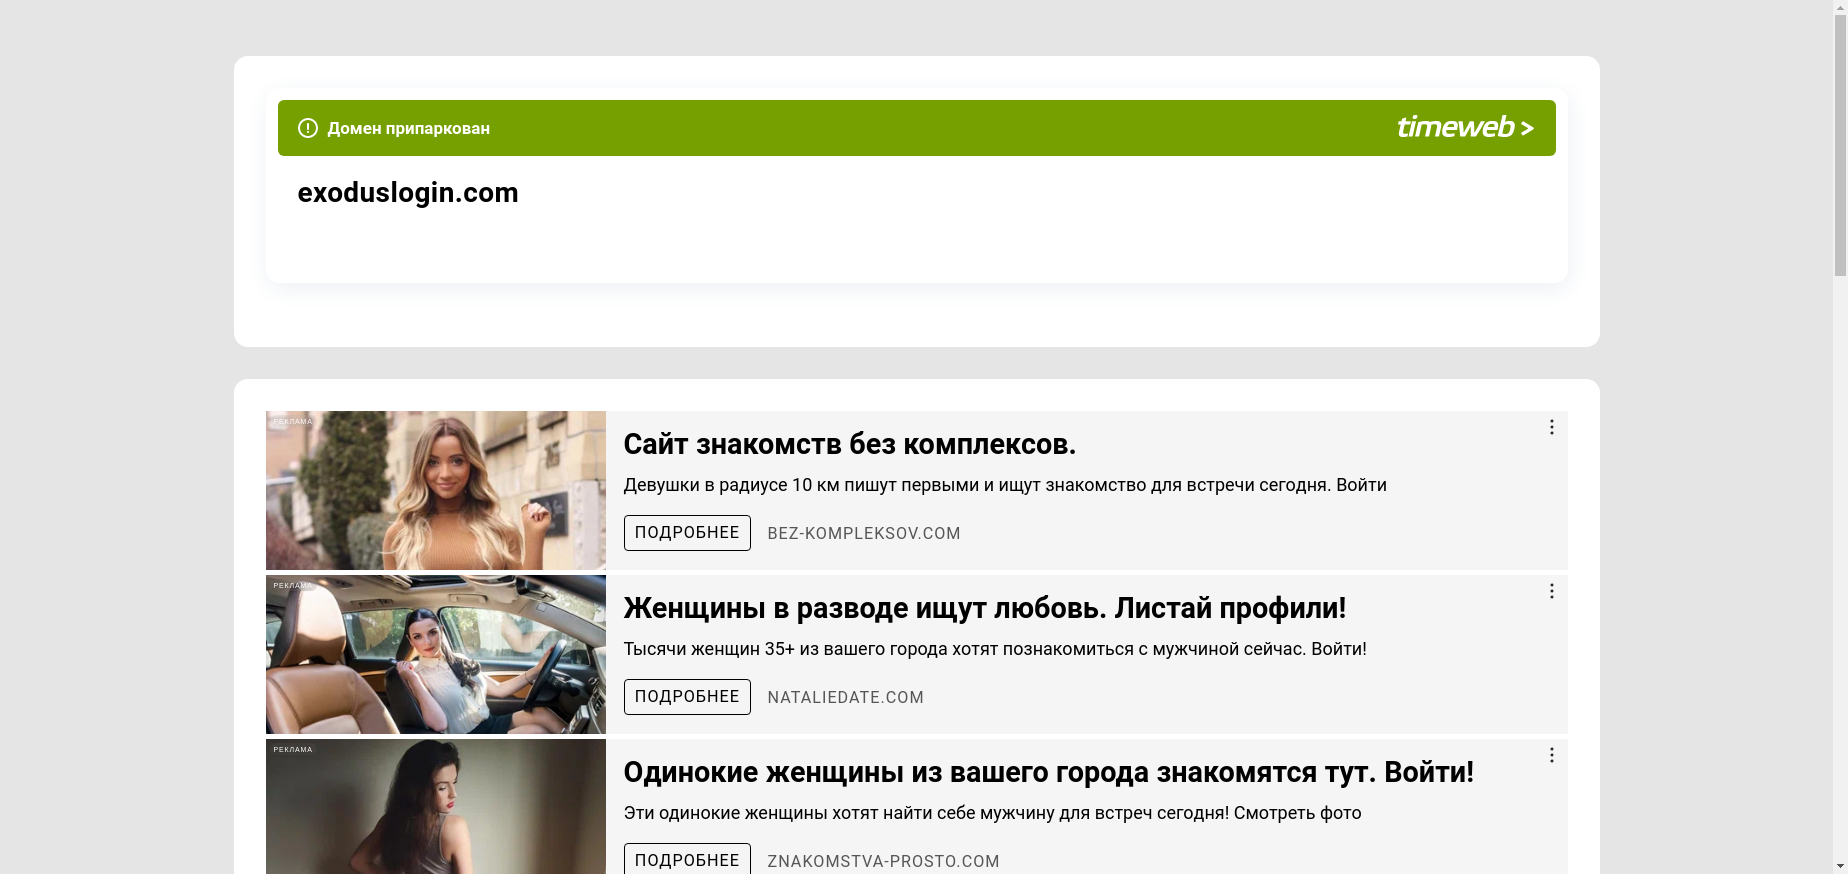 Домен припаркован
timeweb >
exoduslogin.com
РЕКЛАМА
Сайт знакомств без комплексов.
Девушки в радиусе 10 км пишут первыми и ищут знакомство для встречи сегодня. Войти
ПОДРОБНЕЕ BEZ-KOMPLEKSOV.COM
РЕКЛАМА
Женщины в разводе ищут любовь. Листай профили!
Тысячи женщин 35+ из вашего города хотят познакомиться с мужчиной сейчас. Войти!
ПОДРОБНЕЕ NATALIEDATE.COM
РЕКЛАМА
Одинокие женщины из вашего города знакомятся тут. Войти!
Эти одинокие женщины хотят найти себе мужчину для встреч сегодня! Смотреть фото
ПОДРОБНЕЕ ZNAKOMSTVA-PROSTO.COM